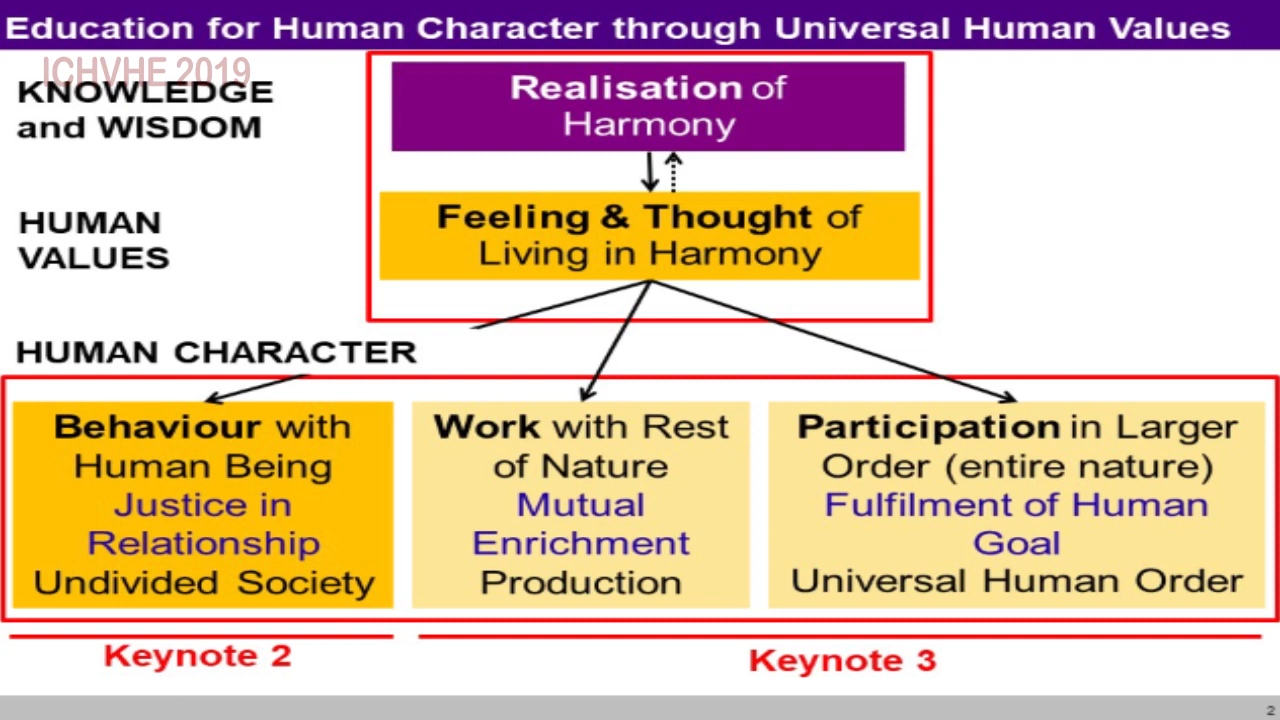 Education for Human Character through Universal Human Values
ICHVHE 2019
KNOWLEDGE
and WISDOM
Realisation of
Harmony
HUMAN
VALUES
Feeling & Thought of
Living in Harmony
HUMAN CHARACTER
Behaviour with
Human Being
Justice in
Relationship
Undivided Society
Work with Rest
of Nature
Mutual
Enrichment
Production
Participation in Larger
Order (entire nature)
Fulfilment of Human
Goal
Universal Human Order
Keynote 2
Keynote 3
2